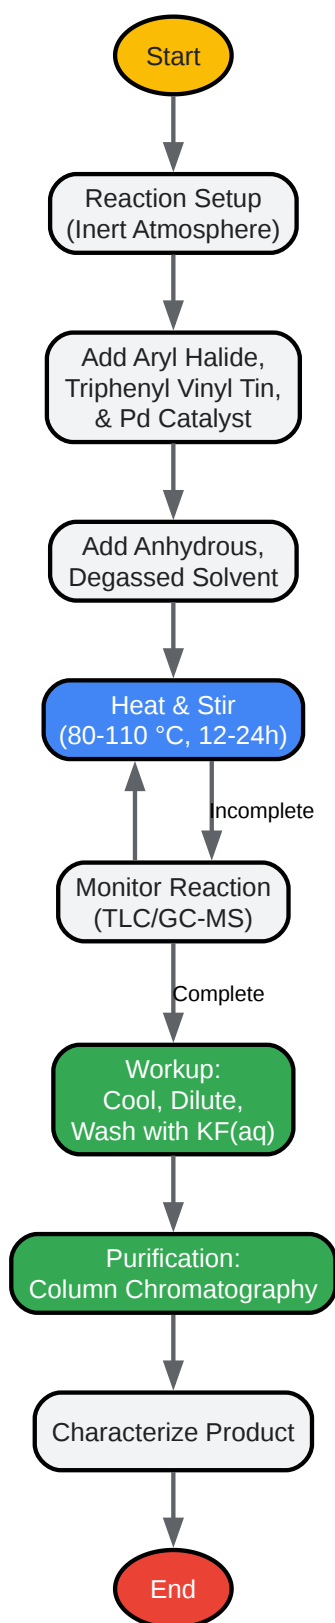 Start
Reaction Setup
(Inert Atmosphere)
Add Aryl Halide,
Triphenyl Vinyl Tin,
& Pd Catalyst
Add Anhydrous,
Degassed Solvent
Heat & Stir
(80-110 °C, 12-24h)
Incomplete
Monitor Reaction
(TLC/GC-MS)
Complete
Workup:
Cool, Dilute,
Wash with KF(aq)
Purification:
Column Chromatography
Characterize Product
End